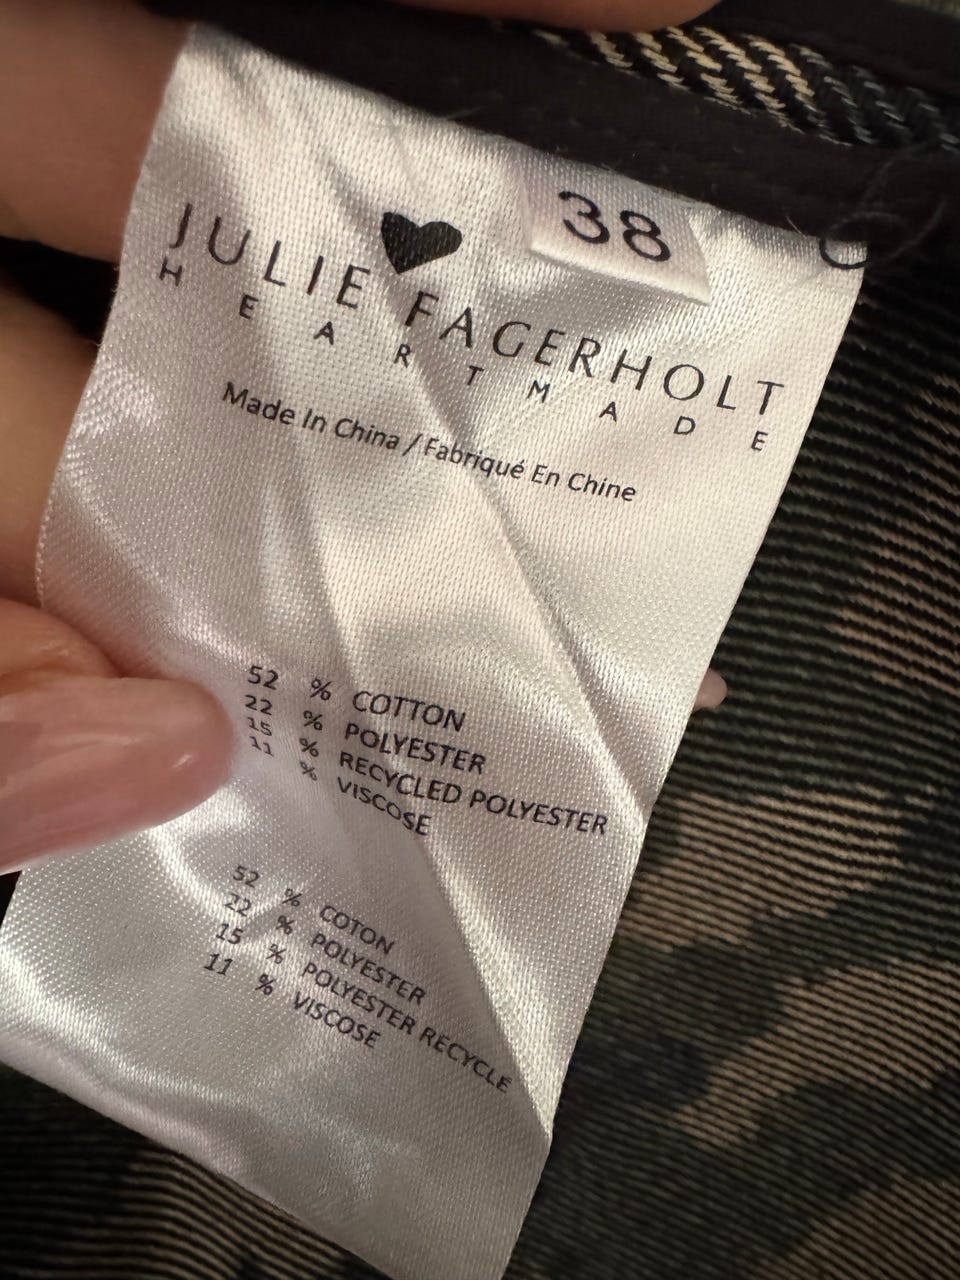 38
JULIE FAGERHOLT
HEARTMADE
Made In China / Fabriqué En Chine
52 % COTTON
22 % POLYESTER
15 % RECYCLED POLYESTER
11 % VISCOSE
52 % COTON
22 % POLYESTER
15 % POLYESTER RECYCLE
11 % VISCOSE